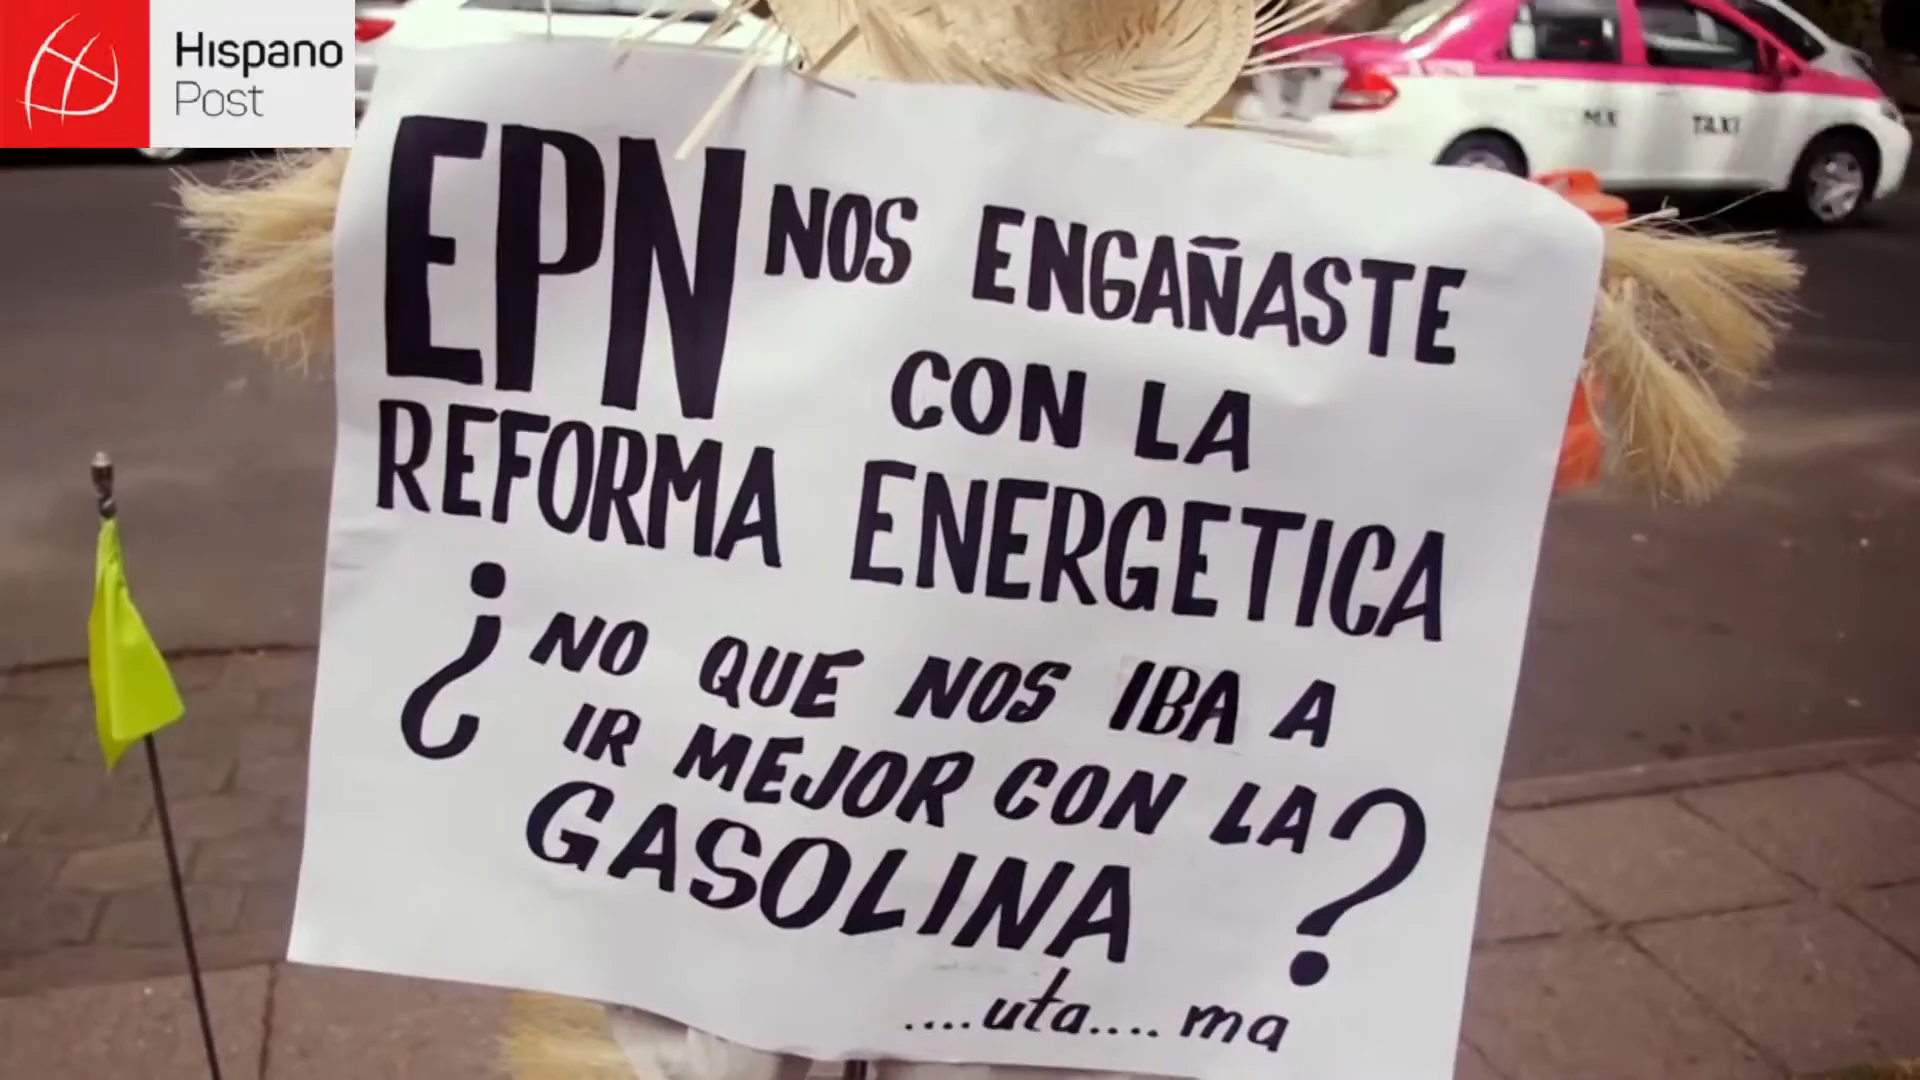 Hispano
Post
MX TAXI
EPN NOS ENGAÑASTE
CON LA
REFORMA ENERGETICA
¿NO QUE NOS IBA A
IR MEJOR CON LA
GASOLINA?
....uta.... ma